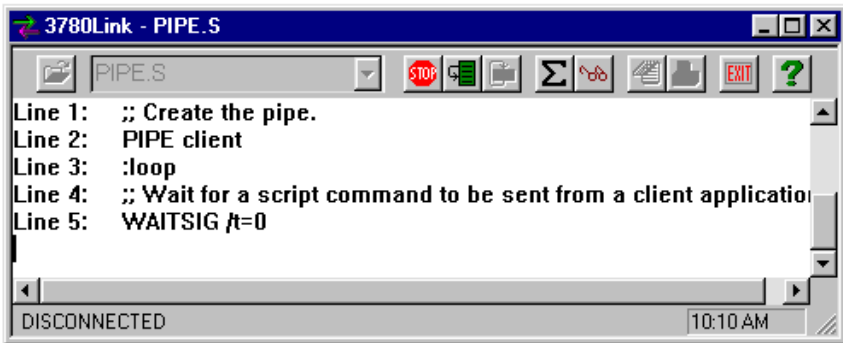 3780Link - PIPE.S
PIPE.S STOP Σ EXIT ?
Line 1: ;; Create the pipe.
Line 2: PIPE client
Line 3: :loop
Line 4: ;; Wait for a script command to be sent from a client application
Line 5: WAITSIG /t=0
DISCONNECTED 10:10 AM